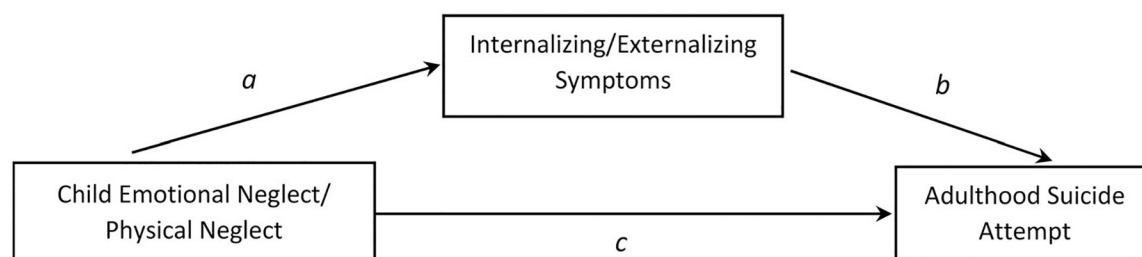 Internalizing/Externalizing
Symptoms
a
b
Child Emotional Neglect/
Physical Neglect
Adulthood Suicide
Attempt
c